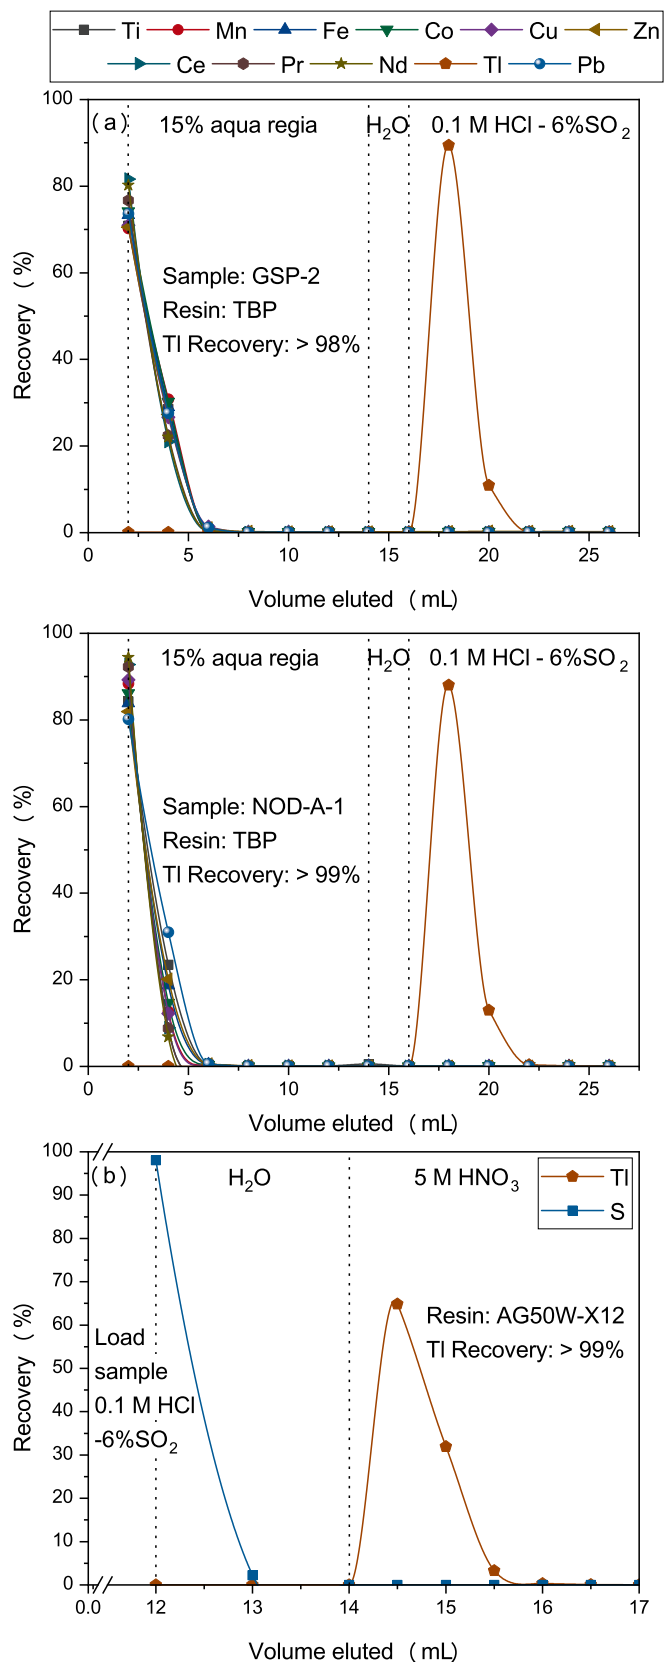 Ti Mn Fe Co Cu Zn
Ce Pr Nd Tl Pb
(a) 15% aqua regia H₂O 0.1 M HCl - 6%SO₂
100
80
60
40
20
0
Recovery (%)
Sample: GSP-2
Resin: TBP
Tl Recovery: > 98%
0 5 10 15 20 25
Volume eluted (mL)
15% aqua regia H₂O 0.1 M HCl - 6%SO₂
100
80
60
40
20
0
Recovery (%)
Sample: NOD-A-1
Resin: TBP
Tl Recovery: > 99%
0 5 10 15 20 25
Volume eluted (mL)
(b) H₂O 5 M HNO₃
Tl
S
100
90
80
70
60
50
40
30
20
10
0
Recovery (%)
Load
sample
0.1 M HCl
-6%SO₂
Resin: AG50W-X12
Tl Recovery: > 99%
0.0 12 13 14 15 16 17
Volume eluted (mL)